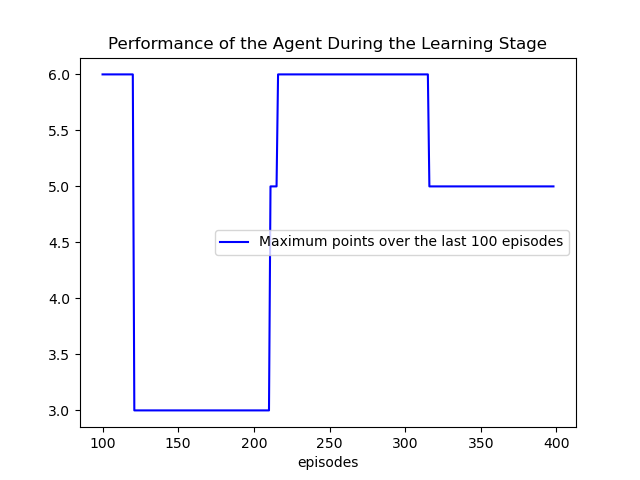 Performance of the Agent During the Learning Stage
6.0
5.5
5.0
4.5
4.0
3.5
3.0
Maximum points over the last 100 episodes
100 150 200 250 300 350 400
episodes